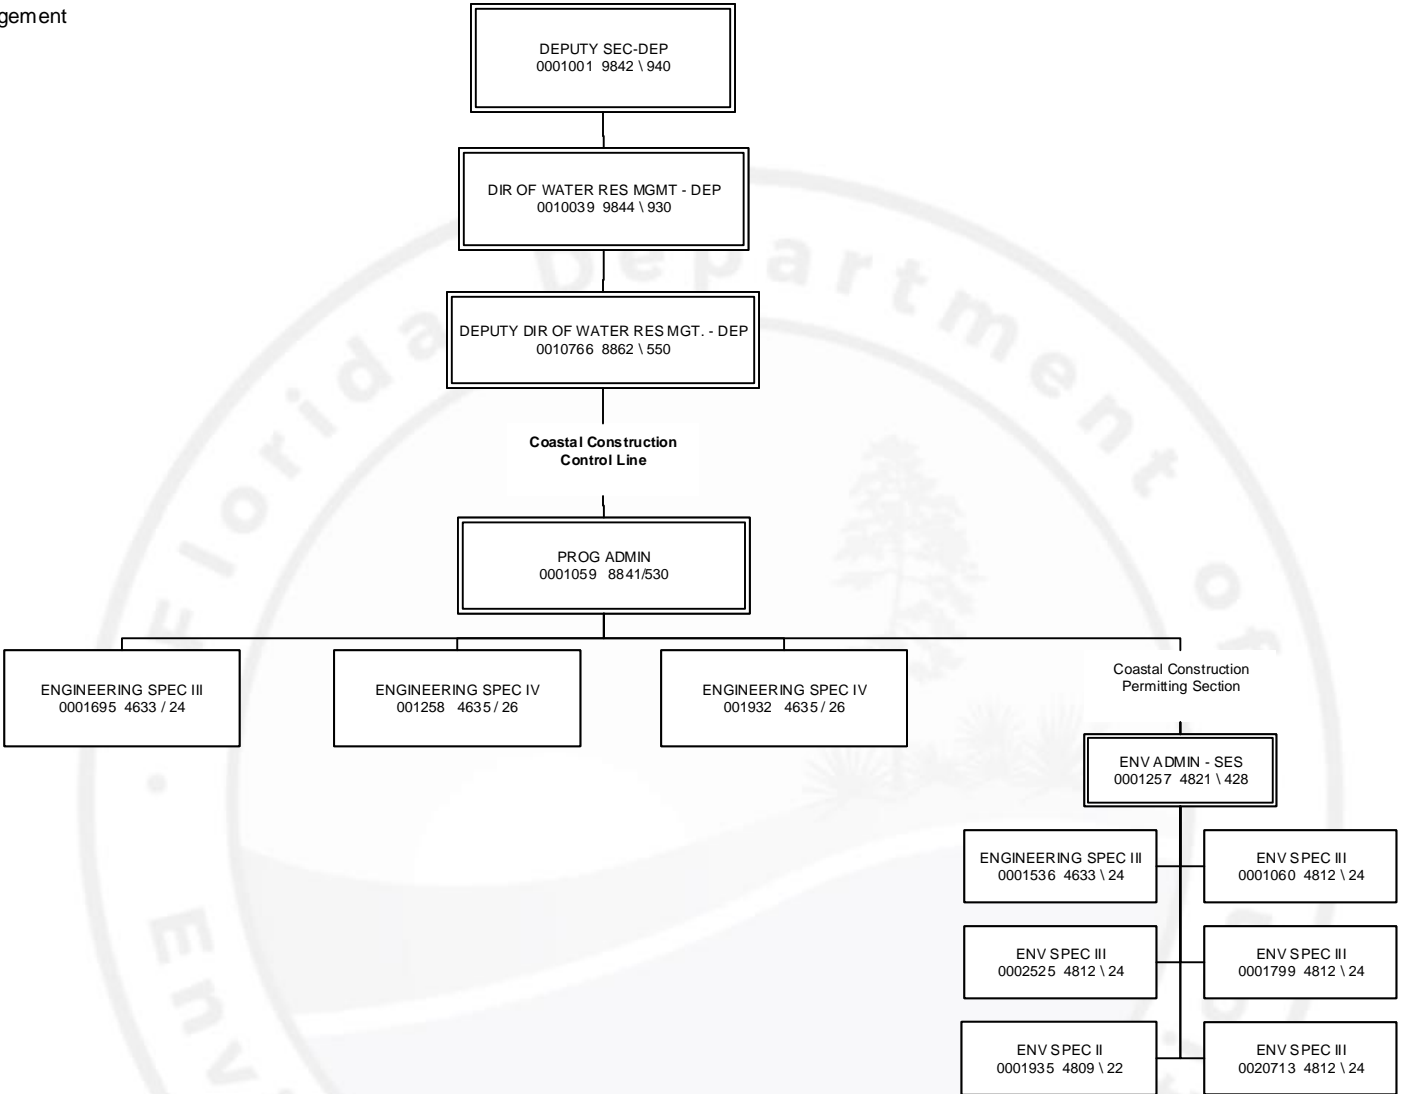 gement
DEPUTY SEC-DEP
0001001 9842 \ 940
DIR OF WATER RES MGMT - DEP
0010039 9844 \ 930
DEPUTY DIR OF WATER RES MGT. - DEP
0010766 8862 \ 550
Coastal Construction
Control Line
PROG ADMIN
0001059 8841/530
ENGINEERING SPEC III
0001695 4633 / 24
ENGINEERING SPEC IV
001258 4635 / 26
ENGINEERING SPEC IV
001932 4635 / 26
Coastal Construction
Permitting Section
ENV ADMIN - SES
0001257 4821 \ 428
ENGINEERING SPEC III
0001536 4633 \ 24
ENV SPEC III
0001060 4812 \ 24
ENV SPEC III
0002525 4812 \ 24
ENV SPEC III
0001799 4812 \ 24
ENV SPEC II
0001935 4809 \ 22
ENV SPEC III
0020713 4812 \ 24
Florida Department of